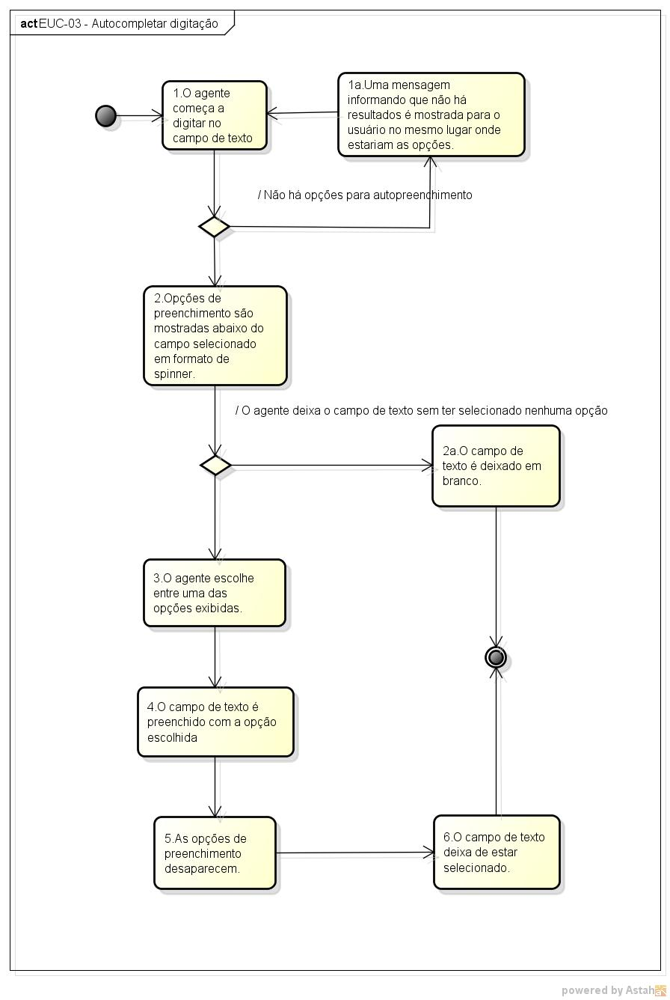 act EUC-03 - Autocompletar digitação
1.O agente
começa a
digitar no
campo de texto
1a.Uma mensagem
informando que não há
resultados é mostrada para o
usuário no mesmo lugar onde
estariam as opções.
/ Não há opções para autopreenchimento
2.Opções de
preenchimento são
mostradas abaixo do
campo selecionado
em formato de
spinner.
/ O agente deixa o campo de texto sem ter selecionado nenhuma opção
2a.O campo de
texto é deixado em
branco.
3.O agente escolhe
entre uma das
opções exibidas.
4.O campo de texto é
preenchido com a opção
escolhida
5.As opções de
preenchimento
desaparecem.
6.O campo de texto
deixa de estar
selecionado.
powered by Astah